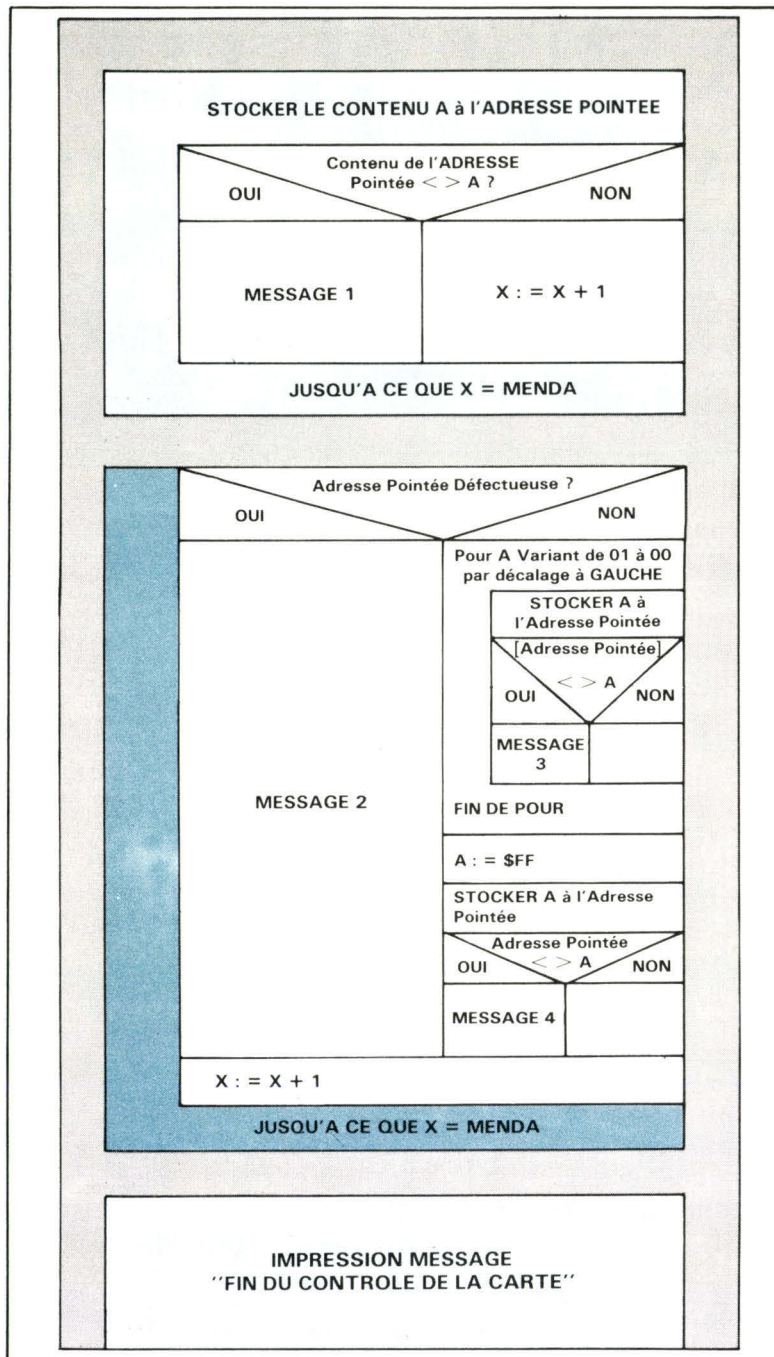 STOCKER LE CONTENU A à l'ADRESSE POINTEE
Contenu de l'ADRESSE
Pointée < > A ?
OUI
NON
MESSAGE 1
X : = X + 1
JUSQU'A CE QUE X = MENDA
Adresse Pointée Défectueuse ?
OUI
NON
MESSAGE 2
Pour A Variant de 01 à 00
par décalage à GAUCHE
STOCKER A à
l'Adresse Pointée
[Adresse Pointée]
< > A
OUI
NON
MESSAGE
3
FIN DE POUR
A : = $FF
STOCKER A à l'Adresse
Pointée
Adresse Pointée
< > A
OUI
NON
MESSAGE 4
X : = X + 1
JUSQU'A CE QUE X = MENDA
IMPRESSION MESSAGE
''FIN DU CONTROLE DE LA CARTE''